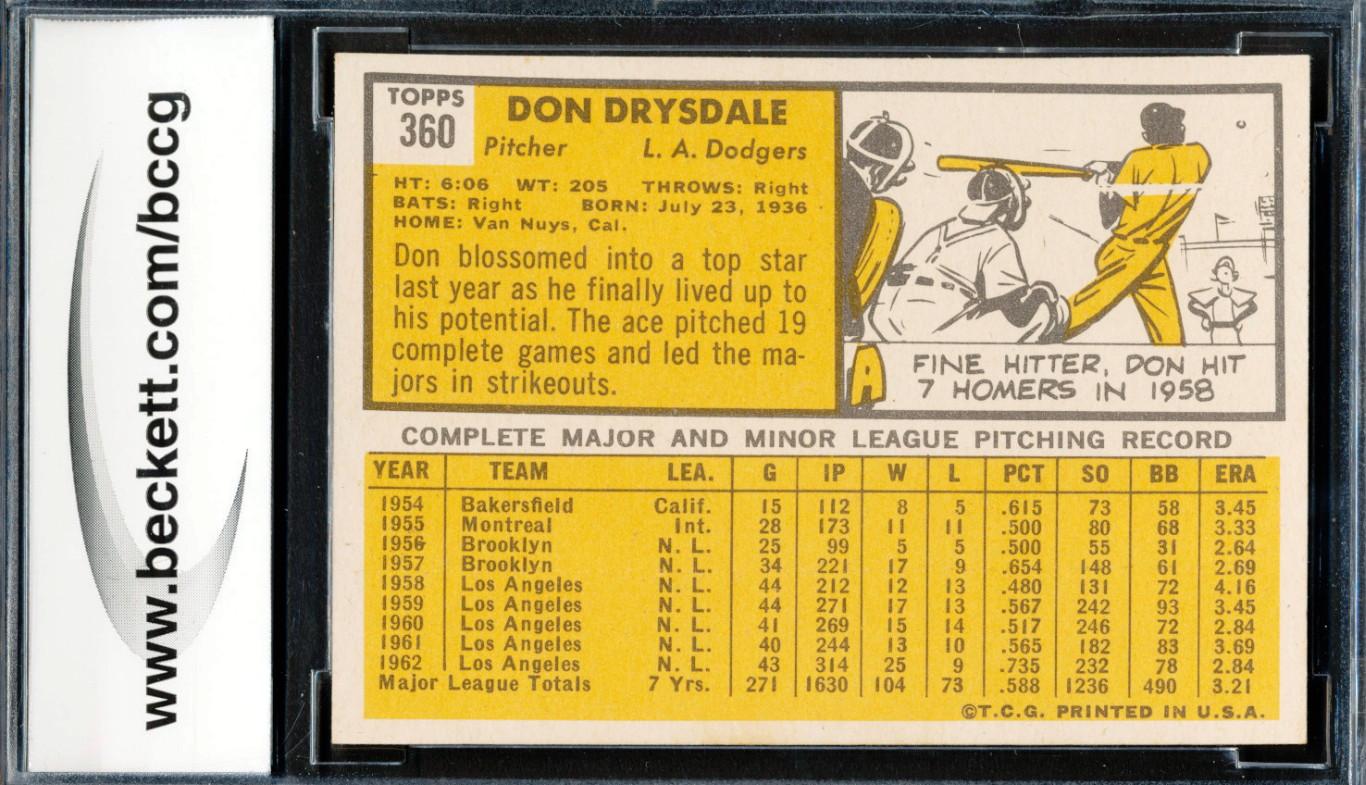 www.beckett.com/bccg
TOPPS
360
DON DRYSDALE
Pitcher L. A. Dodgers
HT: 6:06 WT: 205 THROWS: Right
BATS: Right BORN: July 23, 1936
HOME: Van Nuys, Cal.
Don blossomed into a top star
last year as he finally lived up to
his potential. The ace pitched 19
complete games and led the ma-
jors in strikeouts.
A
FINE HITTER, DON HIT
7 HOMERS IN 1958
COMPLETE MAJOR AND MINOR LEAGUE PITCHING RECORD
YEAR TEAM LEA. G IP W L PCT SO BB ERA
1954 Bakersfield Calif. 15 112 8 5 .615 73 58 3.45
1955 Montreal Int. 28 173 11 11 .500 80 68 3.33
1956 Brooklyn N. L. 25 99 5 5 .500 55 31 2.64
1957 Brooklyn N. L. 34 221 17 9 .654 148 61 2.69
1958 Los Angeles N. L. 44 212 12 13 .480 131 72 4.16
1959 Los Angeles N. L. 44 271 17 13 .567 242 93 3.45
1960 Los Angeles N. L. 41 269 15 14 .517 246 72 2.84
1961 Los Angeles N. L. 40 244 13 10 .565 182 83 3.69
1962 Los Angeles N. L. 43 314 25 9 .735 232 78 2.84
Major League Totals 7 Yrs. 271 1630 104 73 .588 1236 490 3.21
©T.C.G. PRINTED IN U.S.A.